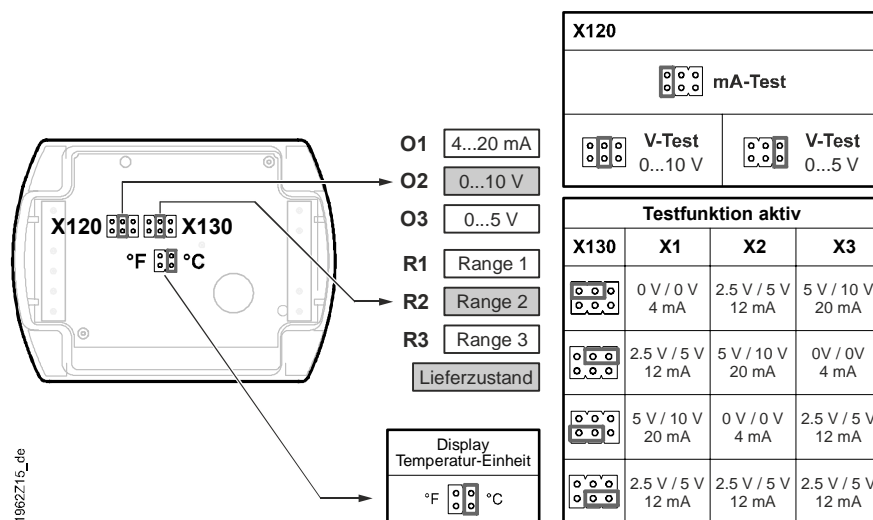 X120
mA-Test
V-Test
0...10 V
V-Test
0...5 V
O1 4...20 mA
O2 0...10 V
O3 0...5 V
R1 Range 1
R2 Range 2
R3 Range 3
Lieferzustand
X120 X130
°F °C
Display
Temperatur-Einheit
°F °C
Testfunktion aktiv
X130 X1 X2 X3
0 V / 0 V 2.5 V / 5 V 5 V / 10 V
4 mA 12 mA 20 mA
2.5 V / 5 V 5 V / 10 V 0V / 0V
12 mA 20 mA 4 mA
5 V / 10 V 0 V / 0 V 2.5 V / 5 V
20 mA 4 mA 12 mA
2.5 V / 5 V 2.5 V / 5 V 2.5 V / 5 V
12 mA 12 mA 12 mA
1962Z15_de